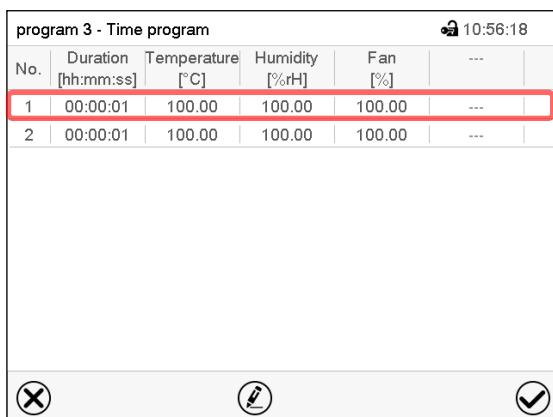 program 3 - Time program 10:56:18
No. Duration [hh:mm:ss] Temperature [°C] Humidity [%rH] Fan [%] ---
1 00:00:01 100.00 100.00 100.00 ---
2 00:00:01 100.00 100.00 100.00 ---